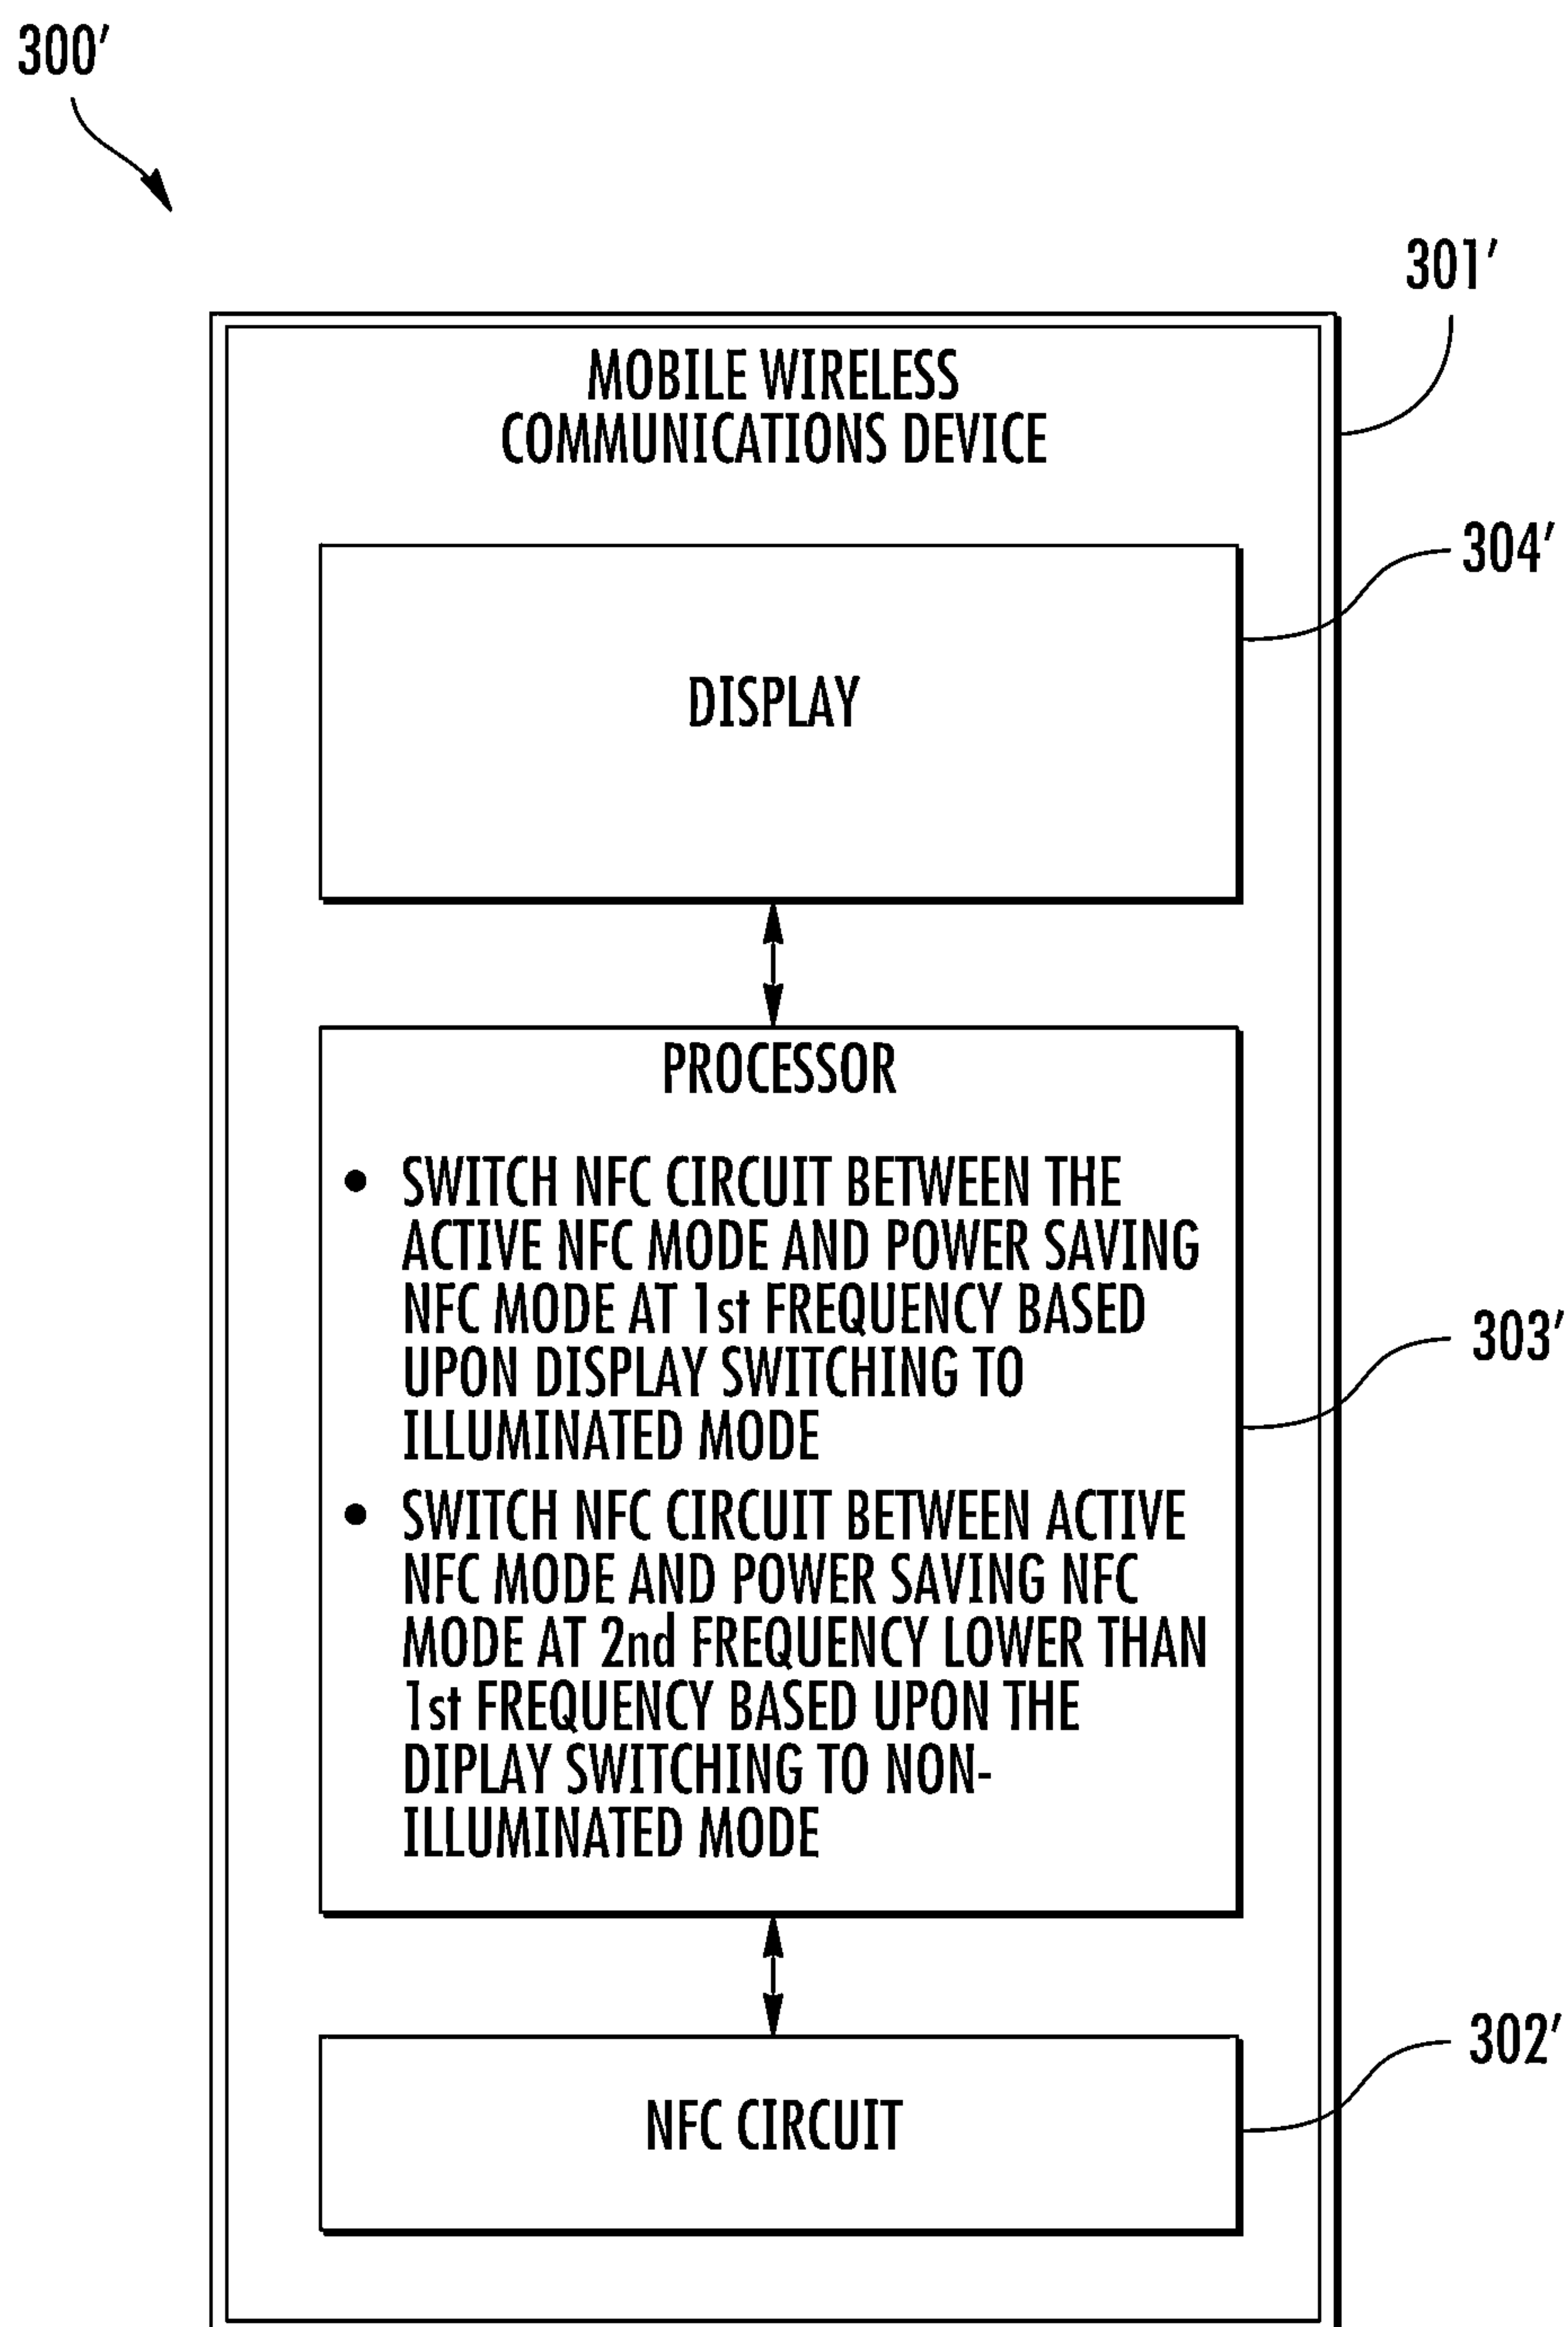 300'
301'
MOBILE WIRELESS
COMMUNICATIONS DEVICE
304'
DISPLAY
PROCESSOR
• SWITCH NFC CIRCUIT BETWEEN THE
ACTIVE NFC MODE AND POWER SAVING
NFC MODE AT 1st FREQUENCY BASED
UPON DISPLAY SWITCHING TO
ILLUMINATED MODE
303'
• SWITCH NFC CIRCUIT BETWEEN ACTIVE
NFC MODE AND POWER SAVING NFC
MODE AT 2nd FREQUENCY LOWER THAN
1st FREQUENCY BASED UPON THE
DIPLAY SWITCHING TO NON-
ILLUMINATED MODE
302'
NFC CIRCUIT